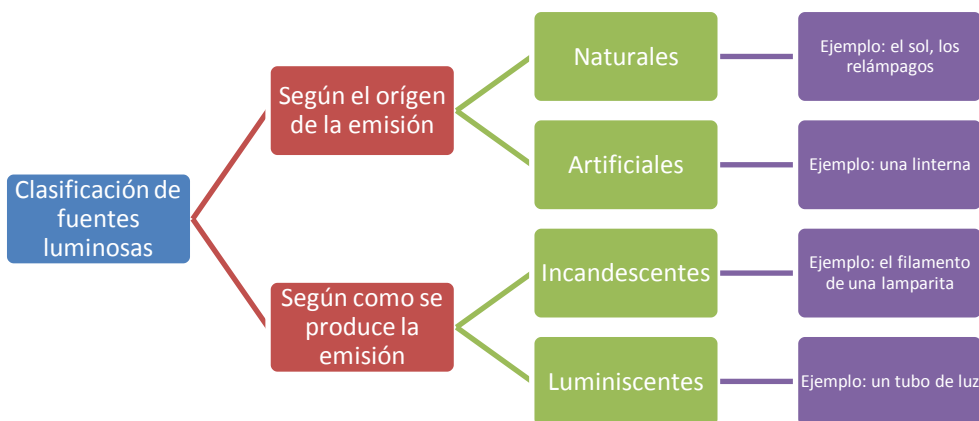 Clasificación de
fuentes
luminosas
Según el orígen
de la emisión
Naturales
Ejemplo: el sol, los
relámpagos
Artificiales
Ejemplo: una linterna
Según como se
produce la
emisión
Incandescentes
Ejemplo: el filamento
de una lamparita
Luminiscentes
Ejemplo: un tubo de luz